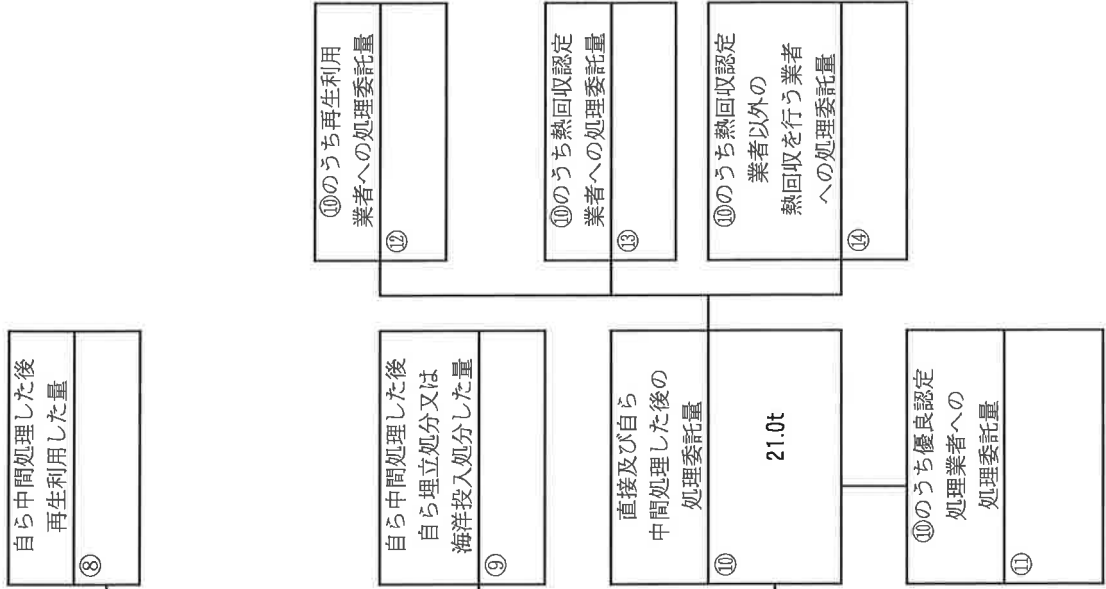 自ら中間処理した後
再生利用した量
⑧
自ら中間処理した後
自ら埋立処分又は
海洋投入処分した量
⑨
直接及び自ら
中間処理した後の
処理委託量
⑩
21.0t
⑩のうち優良認定
処理業者への
処理委託量
⑪
⑩のうち再生利用
業者への処理委託量
⑫
⑩のうち熱回収認定
業者への処理委託量
⑬
⑩のうち熱回収認定
業者以外の
熱回収を行う業者
への処理委託量
⑭